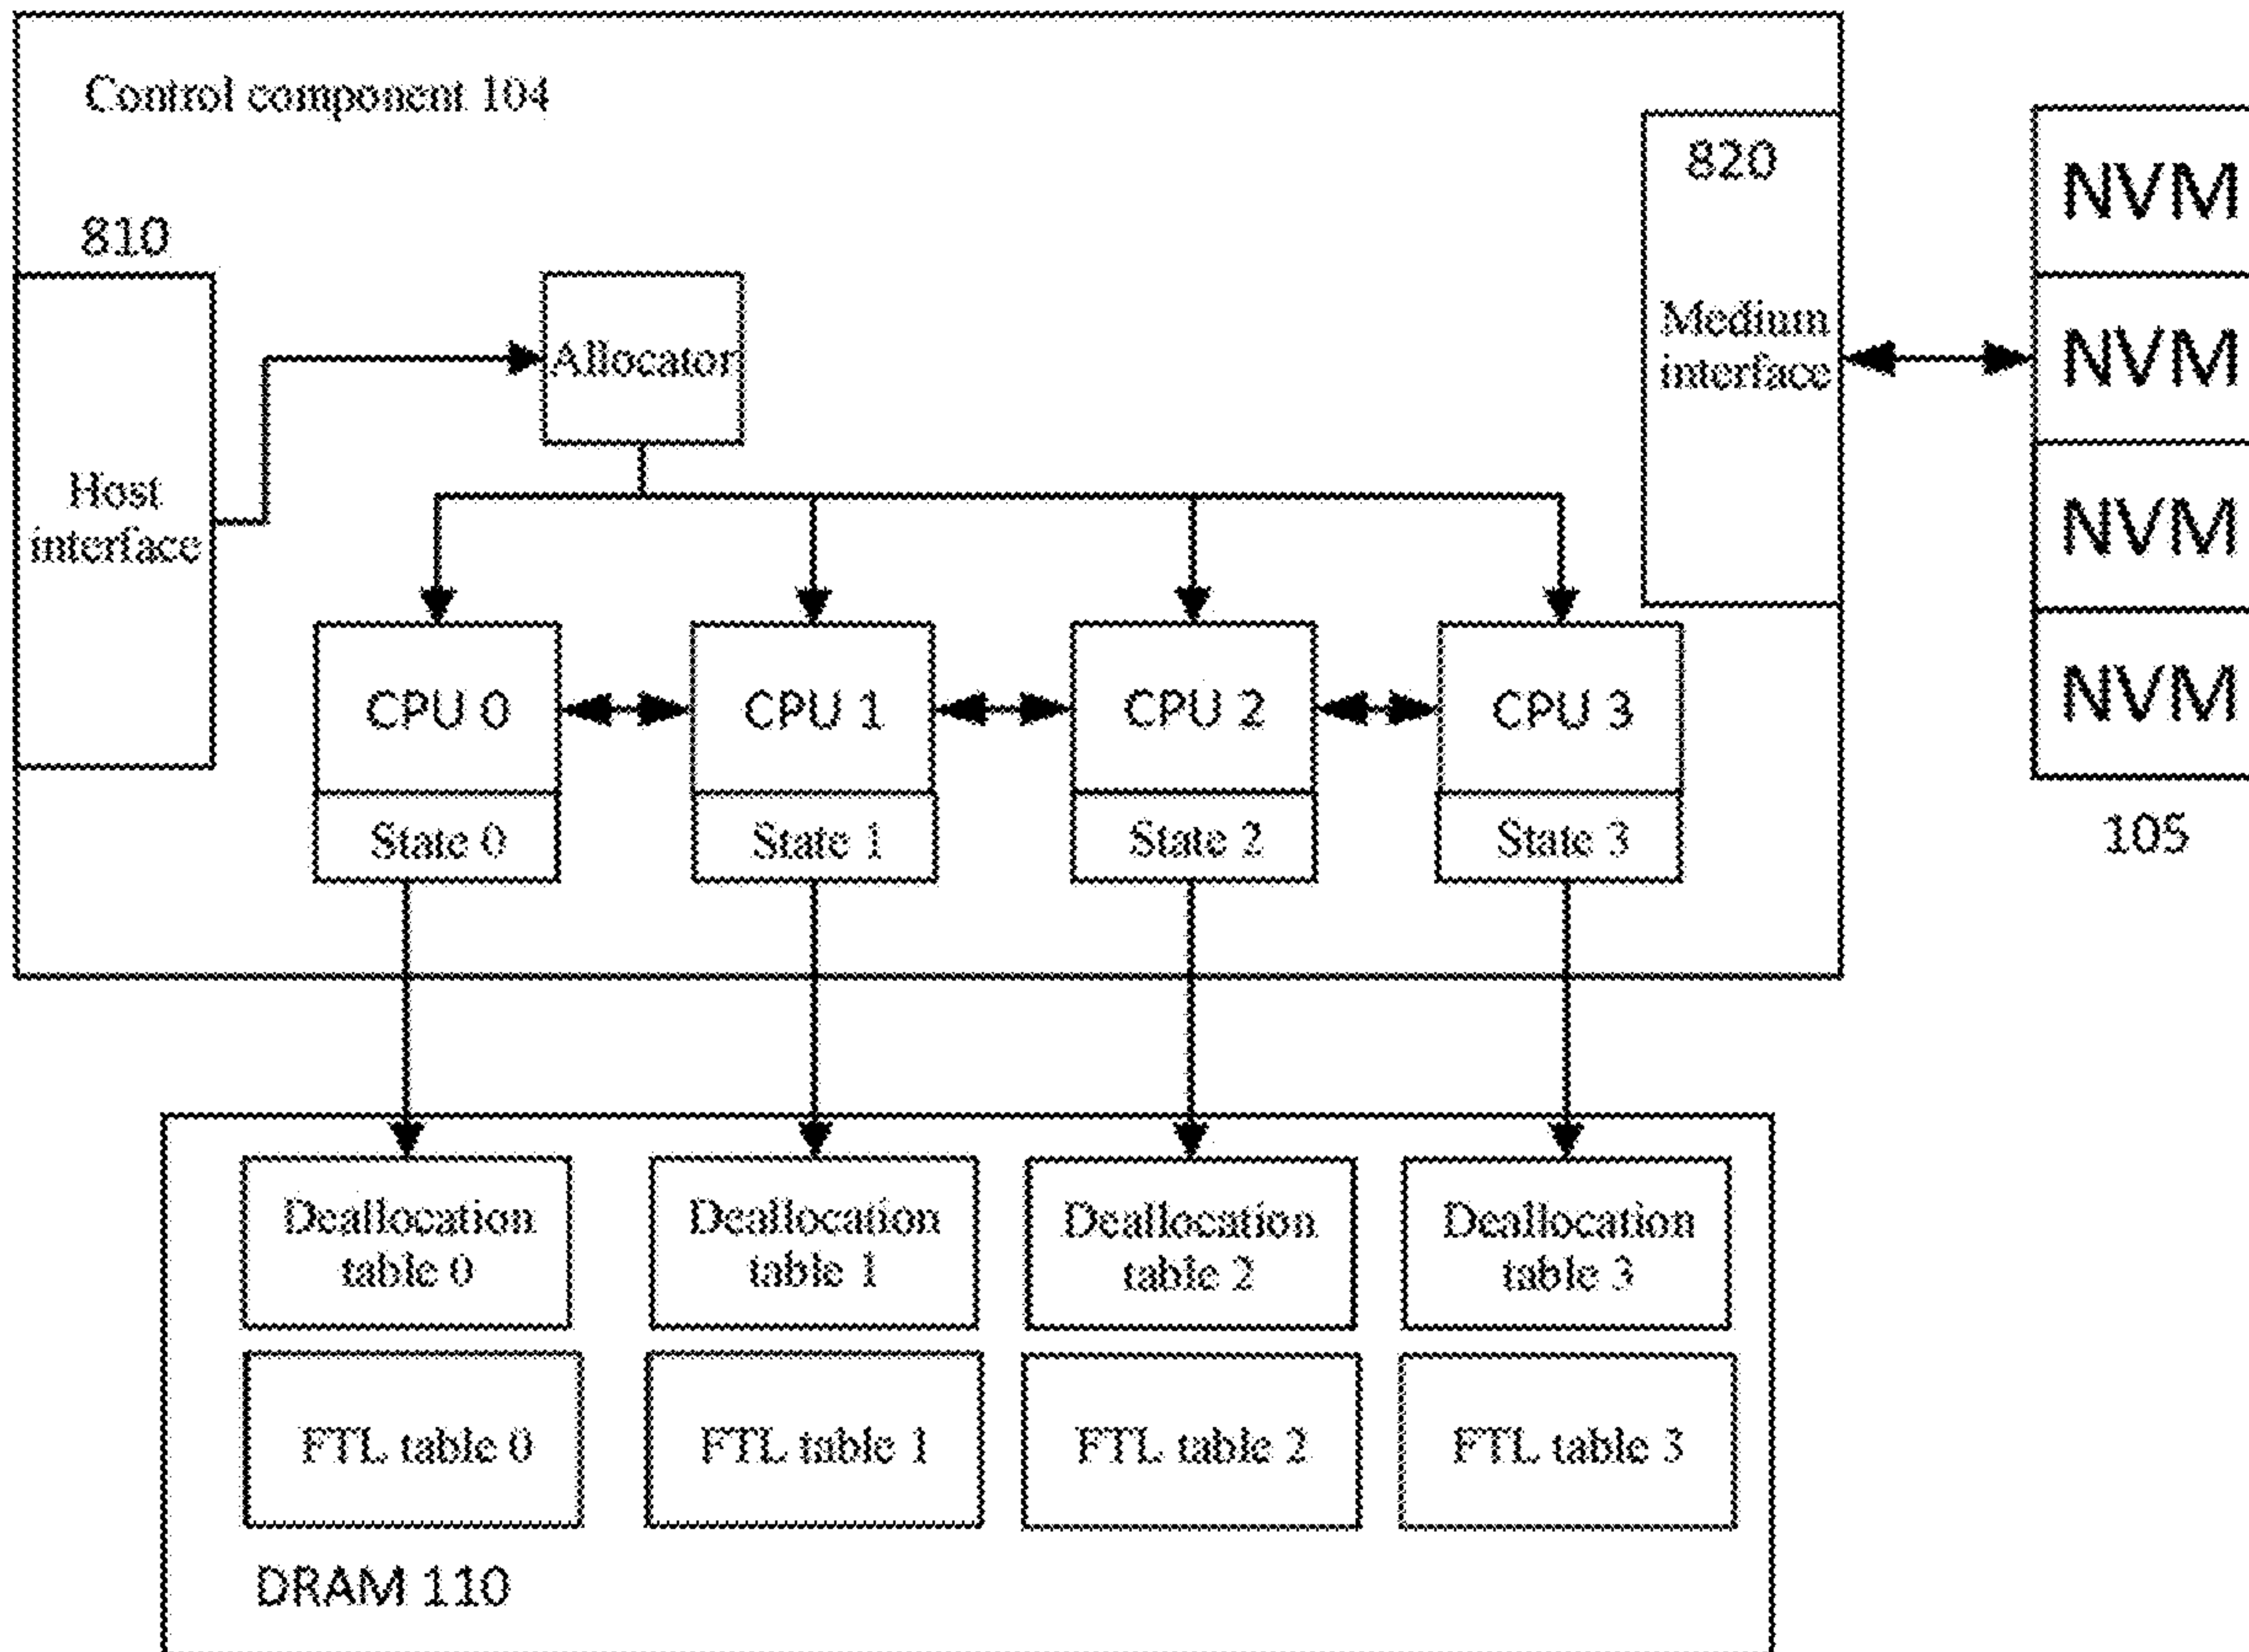 Control component 104
820
NVM
810
Allocator
Medium
interface
NVM
Host
interface
NVM
CPU 0
CPU 1
CPU 2
CPU 3
NVM
State 0
State 1
State 2
State 3
105
Deallocation
table 0
Deallocation
table 1
Deallocation
table 2
Deallocation
table 3
FTL table 0
FTL table 1
FTL table 2
FTL table 3
DRAM 110